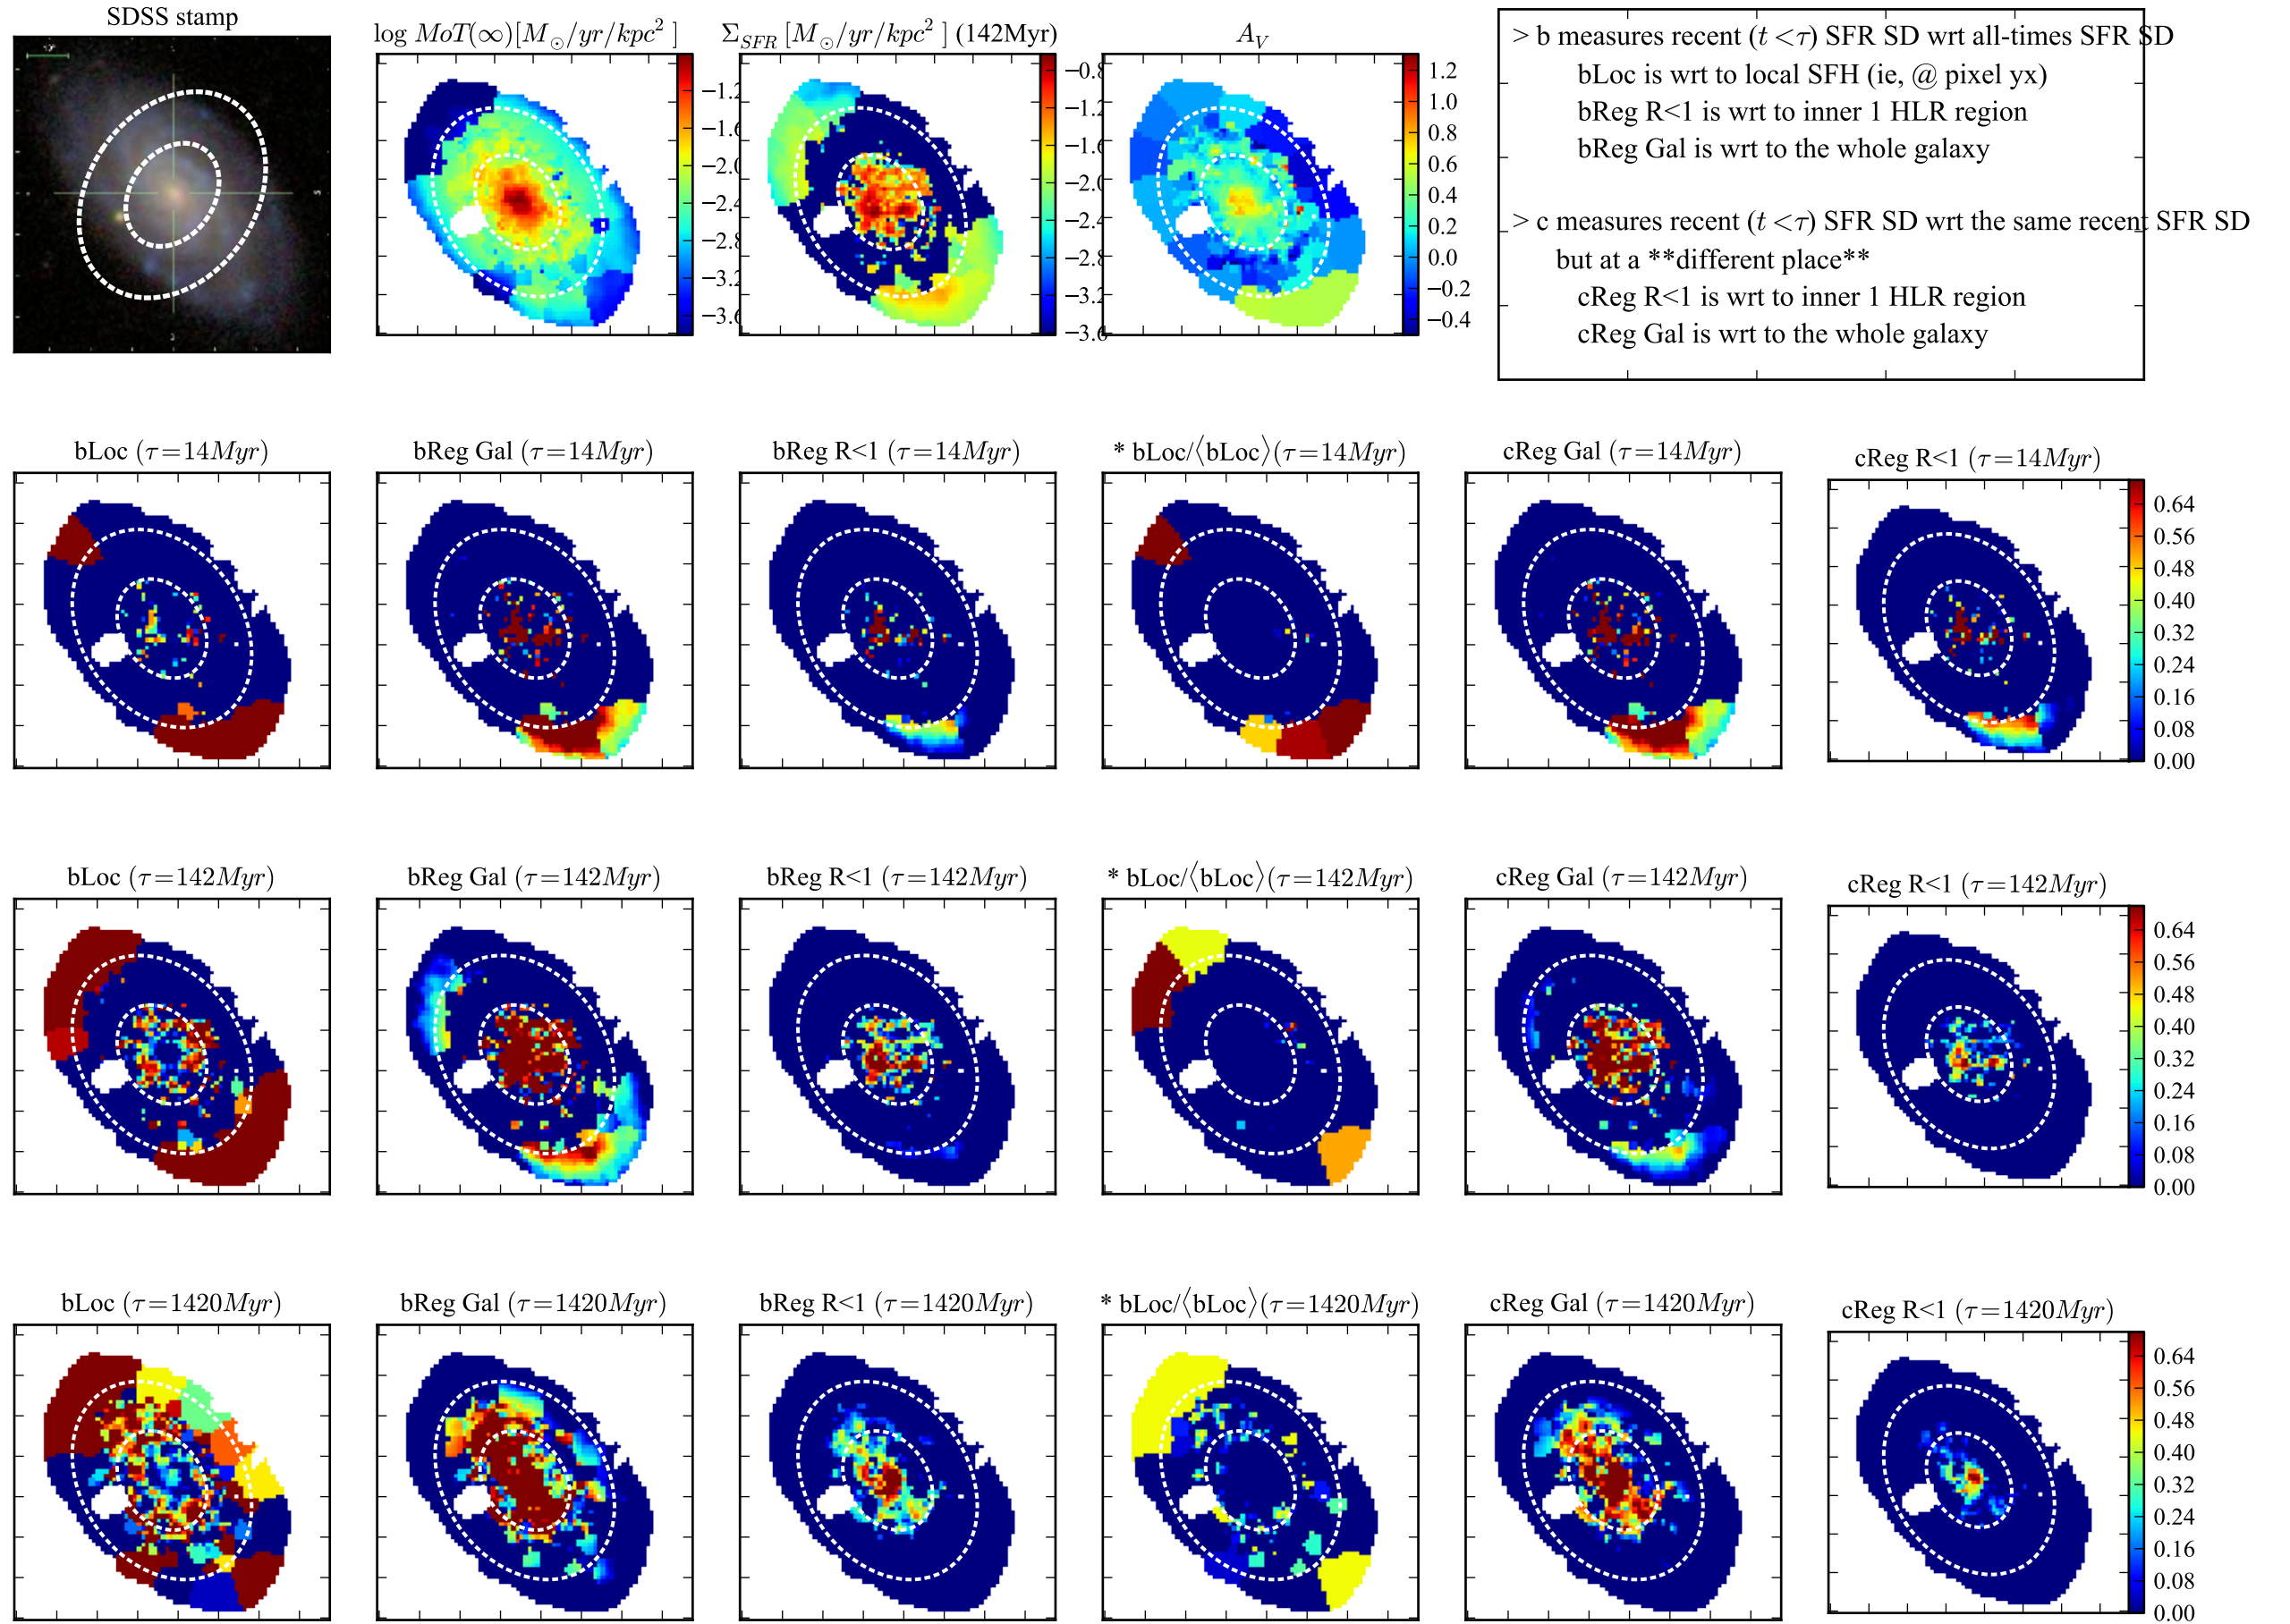 SDSS stamp
log MoT(∞)[M⊙/yr/kpc² ]
Σ_SFR [M⊙/yr/kpc² ] (142Myr)
A_V
−1.2
−1.6
−2.0
−2.4
−2.8
−3.2
−3.6
−0.8
−1.2
−1.6
−2.0
−2.4
−2.8
−3.2
−3.6
1.2
1.0
0.8
0.6
0.4
0.2
0.0
−0.2
−0.4
> b measures recent (t <τ) SFR SD wrt all-times SFR SD
bLoc is wrt to local SFH (ie, @ pixel yx)
bReg R<1 is wrt to inner 1 HLR region
bReg Gal is wrt to the whole galaxy
> c measures recent (t <τ) SFR SD wrt the same recent SFR SD
but at a **different place**
cReg R<1 is wrt to inner 1 HLR region
cReg Gal is wrt to the whole galaxy
bLoc (τ=14Myr)
bReg Gal (τ=14Myr)
bReg R<1 (τ=14Myr)
* bLoc/⟨bLoc⟩(τ=14Myr)
cReg Gal (τ=14Myr)
cReg R<1 (τ=14Myr)
0.64
0.56
0.48
0.40
0.32
0.24
0.16
0.08
0.00
bLoc (τ=142Myr)
bReg Gal (τ=142Myr)
bReg R<1 (τ=142Myr)
* bLoc/⟨bLoc⟩(τ=142Myr)
cReg Gal (τ=142Myr)
cReg R<1 (τ=142Myr)
0.64
0.56
0.48
0.40
0.32
0.24
0.16
0.08
0.00
bLoc (τ=1420Myr)
bReg Gal (τ=1420Myr)
bReg R<1 (τ=1420Myr)
* bLoc/⟨bLoc⟩(τ=1420Myr)
cReg Gal (τ=1420Myr)
cReg R<1 (τ=1420Myr)
0.64
0.56
0.48
0.40
0.32
0.24
0.16
0.08
0.00